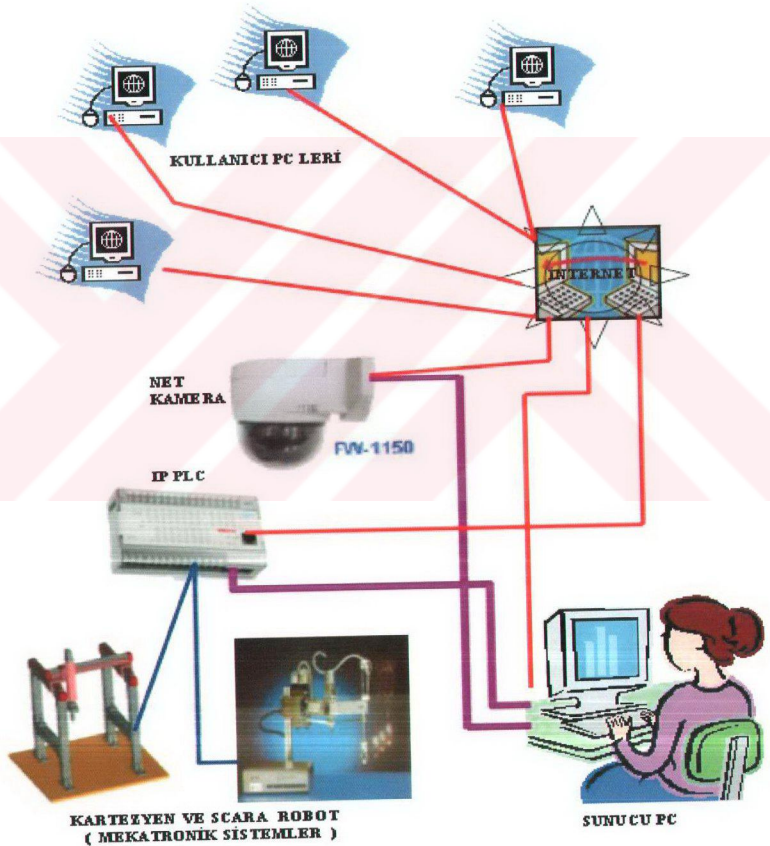 KULLANICI PC LERİ
INTERNET
NET
KAMERA
FW-1150
IP PLC
KARTEZYEN VE SCARA ROBOT
( MEKATRONİK SİSTEMLER )
SUNUCU PC